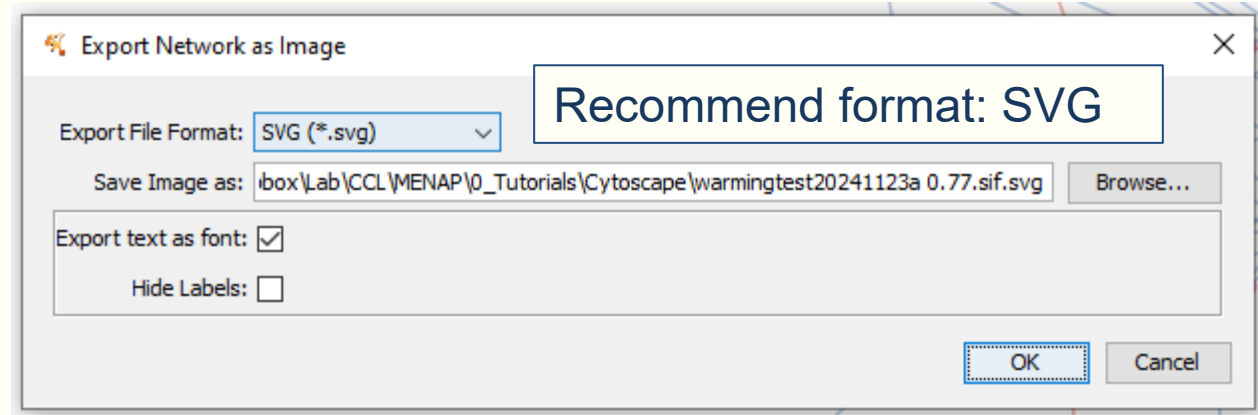 Export Network as Image
Recommend format: SVG
Export File Format: SVG (*.svg)
Save Image as: box\Lab\CCL\MENAP\0_Tutorials\Cytoscape\warmingtest20241123a 0.77.sif.svg Browse...
Export text as font:
Hide Labels:
OK Cancel